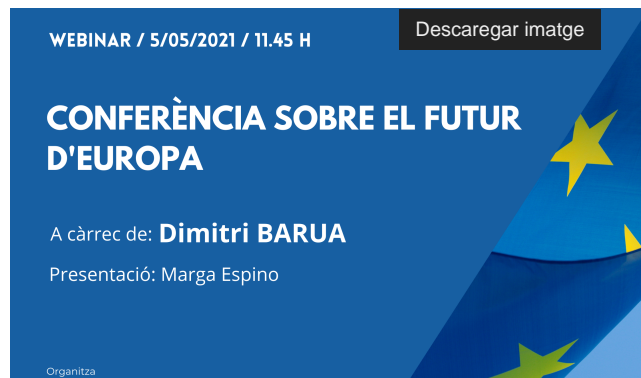 WEBINAR / 5/05/2021 / 11.45 H
Descaregar imatge
CONFERÈNCIA SOBRE EL FUTUR
D'EUROPA
A càrrec de: Dimitri BARUA
Presentació: Marga Espino
Organitza